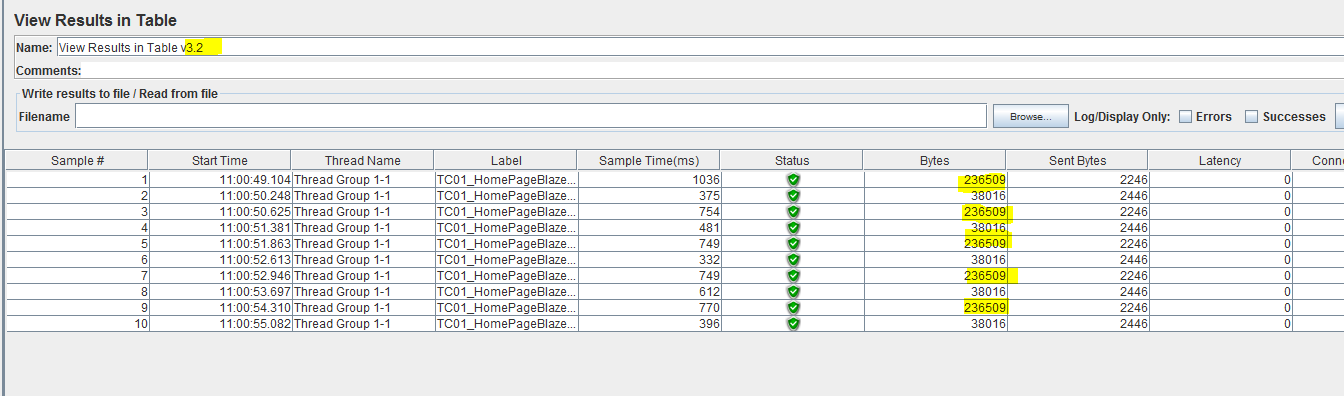 View Results in Table
Name: View Results in Table v3.2
Comments:
Write results to file / Read from file
Filename Browse... Log/Display Only: Errors Successes
Sample # Start Time Thread Name Label Sample Time(ms) Status Bytes Sent Bytes Latency Conne
1 11:00:49.104 Thread Group 1-1 TC01_HomePageBlaze... 1036 236509 2246 0
2 11:00:50.248 Thread Group 1-1 TC01_HomePageBlaze... 375 38016 2446 0
3 11:00:50.625 Thread Group 1-1 TC01_HomePageBlaze... 754 236509 2246 0
4 11:00:51.381 Thread Group 1-1 TC01_HomePageBlaze... 481 38016 2446 0
5 11:00:51.863 Thread Group 1-1 TC01_HomePageBlaze... 749 236509 2246 0
6 11:00:52.613 Thread Group 1-1 TC01_HomePageBlaze... 332 38016 2446 0
7 11:00:52.946 Thread Group 1-1 TC01_HomePageBlaze... 749 236509 2246 0
8 11:00:53.697 Thread Group 1-1 TC01_HomePageBlaze... 612 38016 2446 0
9 11:00:54.310 Thread Group 1-1 TC01_HomePageBlaze... 770 236509 2246 0
10 11:00:55.082 Thread Group 1-1 TC01_HomePageBlaze... 396 38016 2446 0